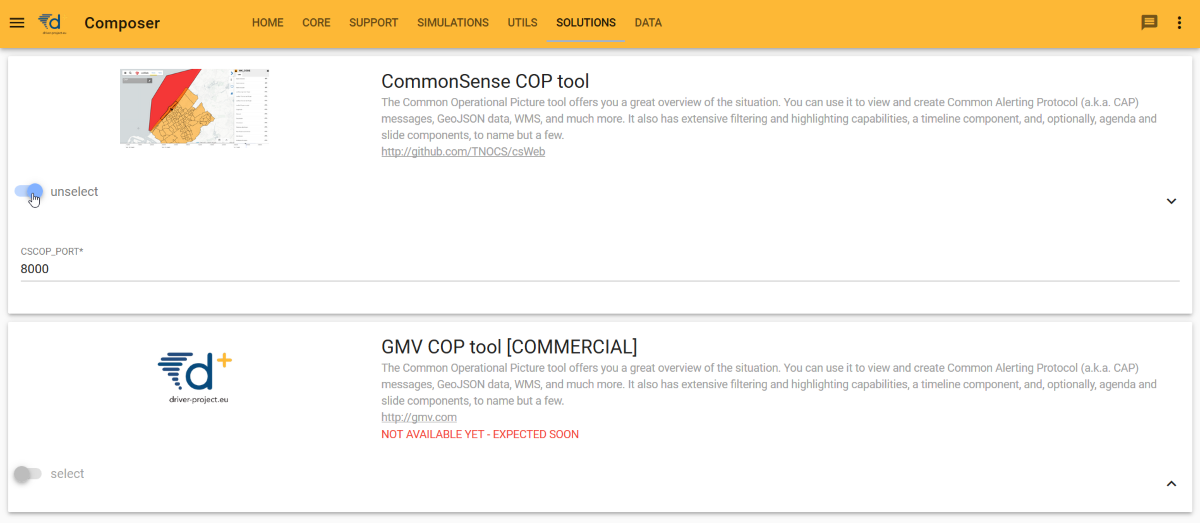 Composer
HOME CORE SUPPORT SIMULATIONS UTILS SOLUTIONS DATA
CommonSense COP tool
The Common Operational Picture tool offers you a great overview of the situation. You can use it to view and create Common Alerting Protocol (a.k.a. CAP)
messages, GeoJSON data, WMS, and much more. It also has extensive filtering and highlighting capabilities, a timeline component, and, optionally, agenda and
slide components, to name but a few.
http://github.com/TNOCS/csWeb
unselect
CSCOP_PORT*
8000
d+
driver-project.eu
GMV COP tool [COMMERCIAL]
The Common Operational Picture tool offers you a great overview of the situation. You can use it to view and create Common Alerting Protocol (a.k.a. CAP)
messages, GeoJSON data, WMS, and much more. It also has extensive filtering and highlighting capabilities, a timeline component, and, optionally, agenda and
slide components, to name but a few.
http://gmv.com
NOT AVAILABLE YET - EXPECTED SOON
select